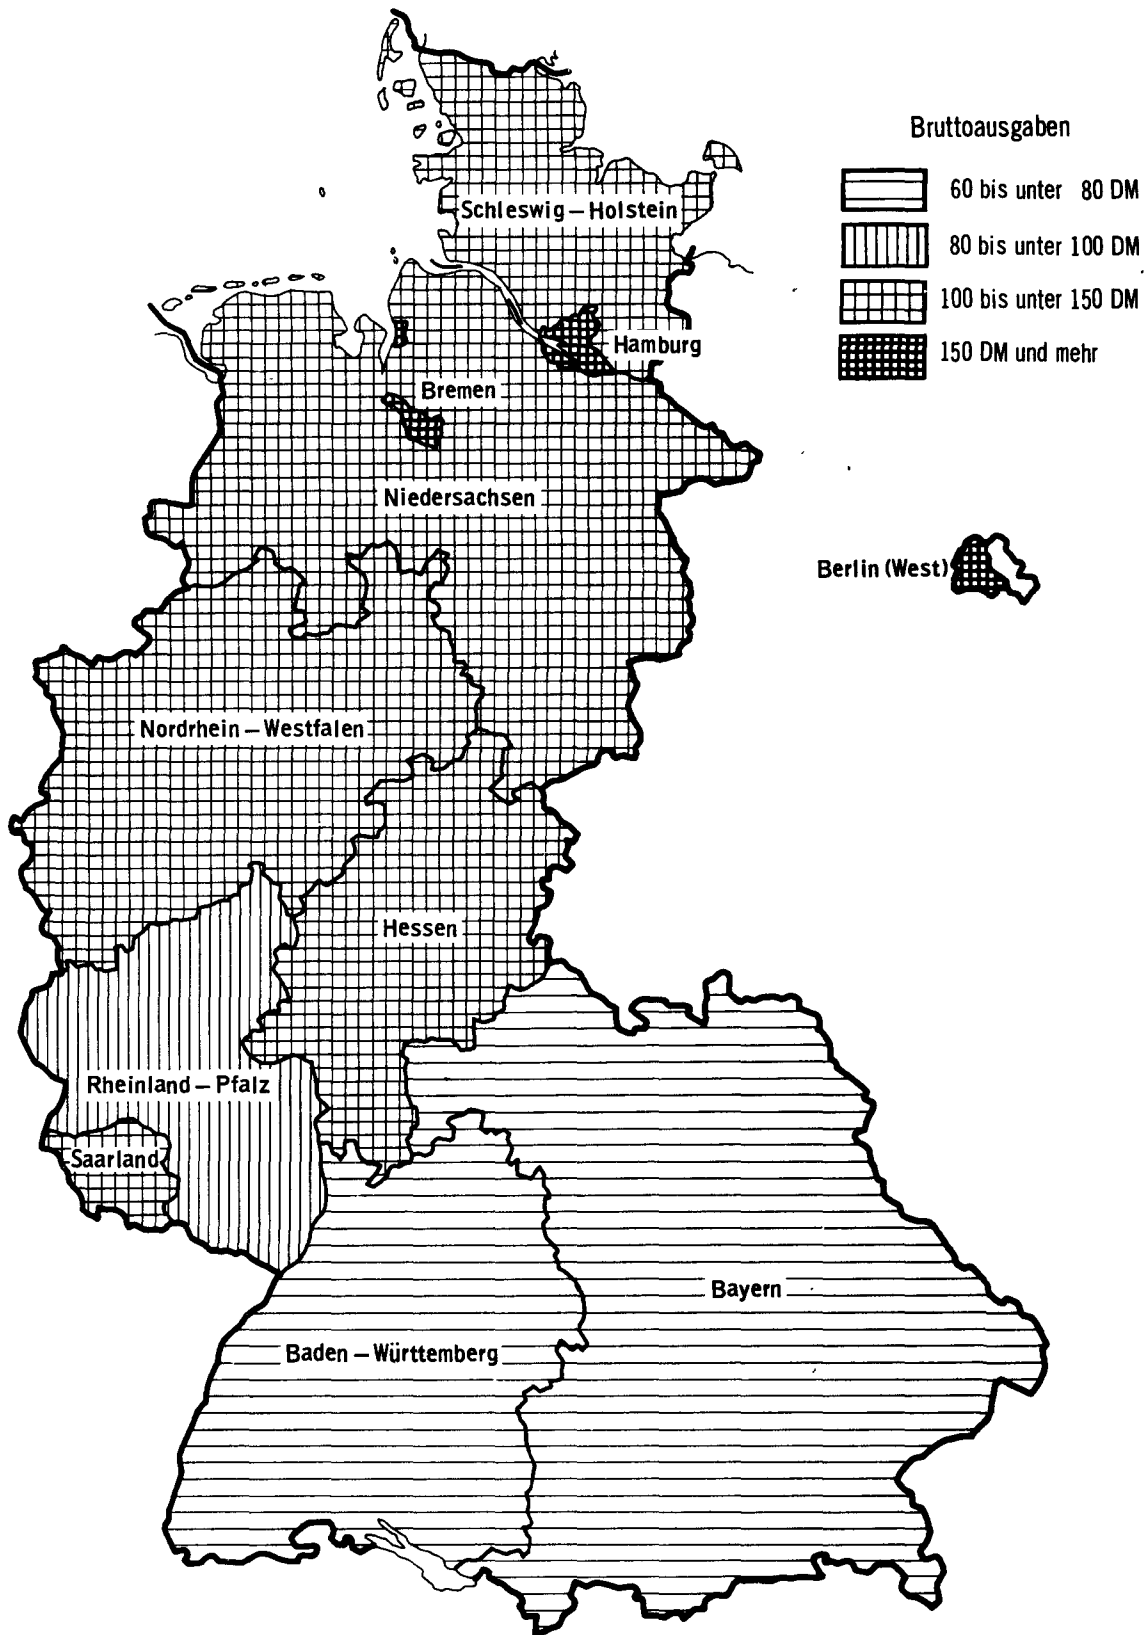 Bruttoausgaben
60 bis unter 80 DM
80 bis unter 100 DM
100 bis unter 150 DM
150 DM und mehr
Schleswig – Holstein
Hamburg
Bremen
Niedersachsen
Berlin (West)
Nordrhein – Westfalen
Hessen
Rheinland – Pfalz
Saarland
Bayern
Baden – Württemberg